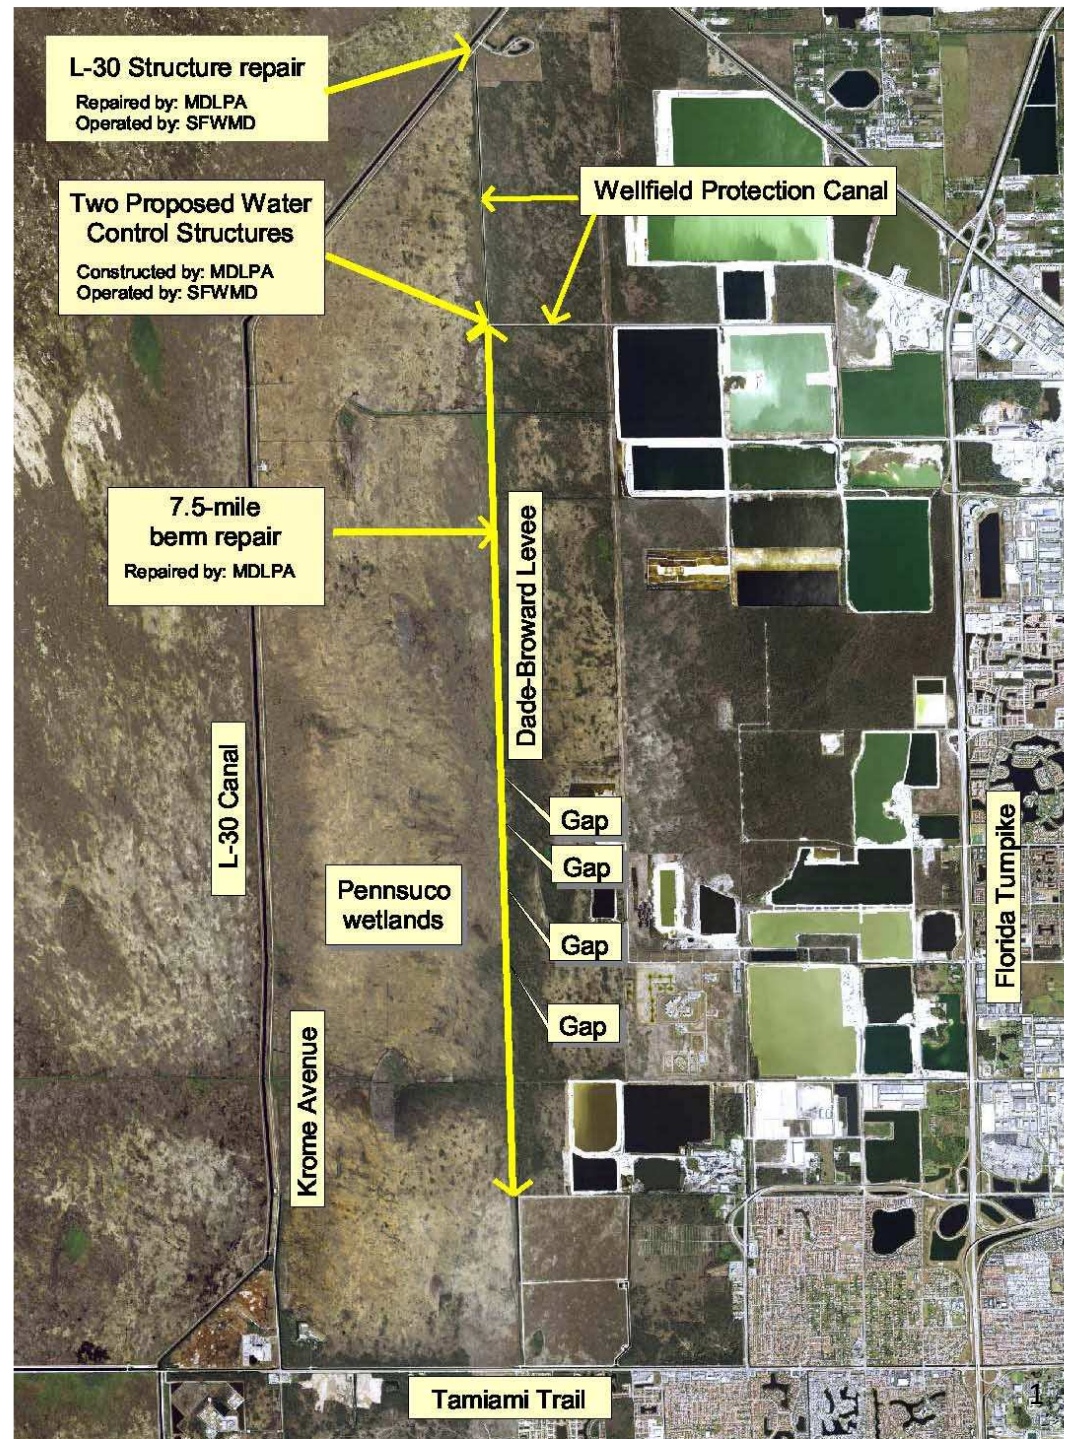 L-30 Structure repair
Repaired by: MDLPA
Operated by: SFWMD
Two Proposed Water
Control Structures
Constructed by: MDLPA
Operated by: SFWMD
Wellfield Protection Canal
7.5-mile
berm repair
Repaired by: MDLPA
Dade-Broward Levee
L-30 Canal
Gap
Gap
Pennsuco
wetlands
Gap
Gap
Florida Turnpike
Krome Avenue
Tamiami Trail
1